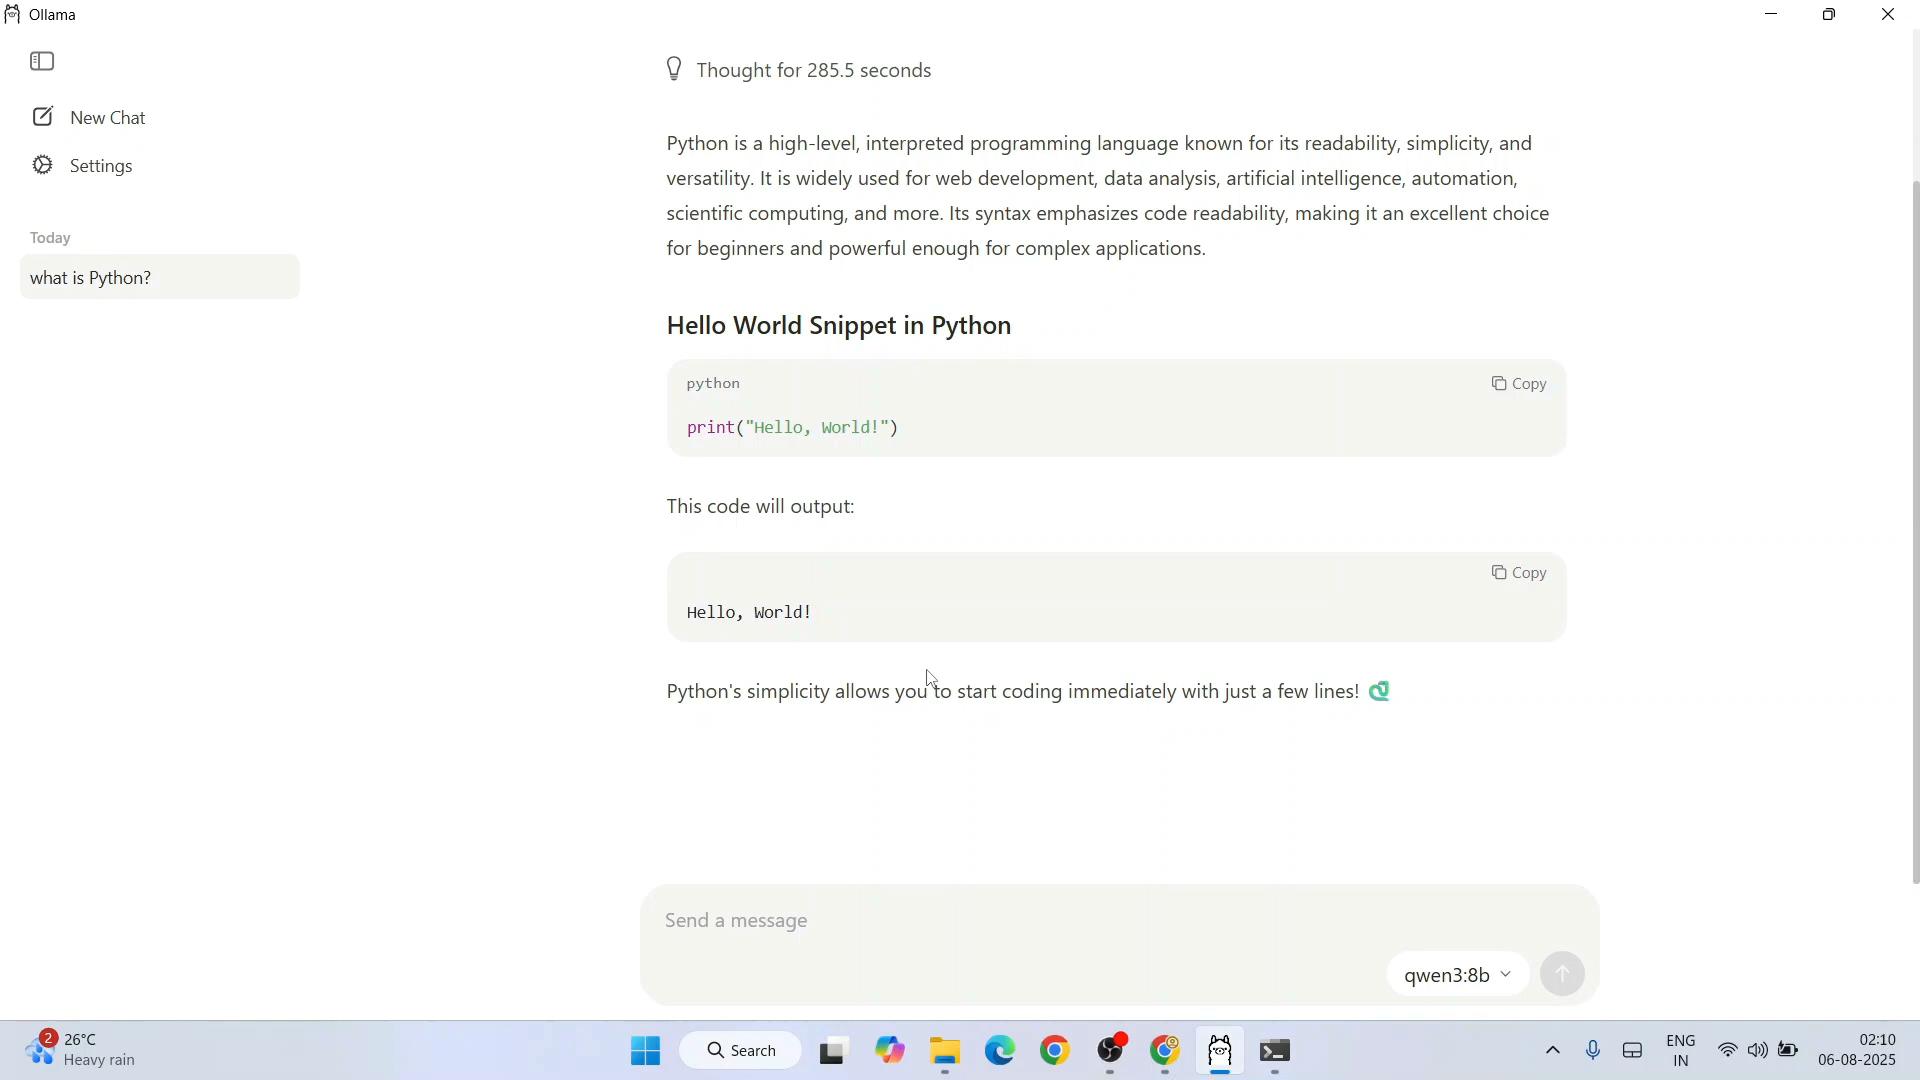 Ollama
New Chat
Settings
Today
what is Python?
Thought for 285.5 seconds
Python is a high-level, interpreted programming language known for its readability, simplicity, and
versatility. It is widely used for web development, data analysis, artificial intelligence, automation,
scientific computing, and more. Its syntax emphasizes code readability, making it an excellent choice
for beginners and powerful enough for complex applications.
Hello World Snippet in Python
python
Copy
print("Hello, World!")
This code will output:
Copy
Hello, World!
Python's simplicity allows you to start coding immediately with just a few lines!
Send a message
qwen3:8b
2
26°C
Heavy rain
Search
ENG
IN
02:10
06-08-2025